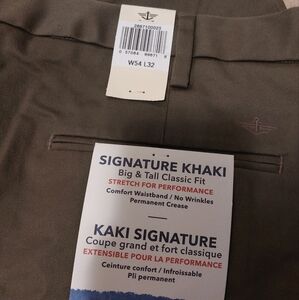 W54 L32
SIGNATURE KHAKI
Big & Tall Classic Fit
STRETCH FOR PERFORMANCE
Comfort Waistband / No Wrinkles
Permanent Crease
KAKI SIGNATURE
Coupe grand et fort classique
EXTENSIBLE POUR LA PERFORMANCE
Ceinture confort / Infroissable
Pli permanent